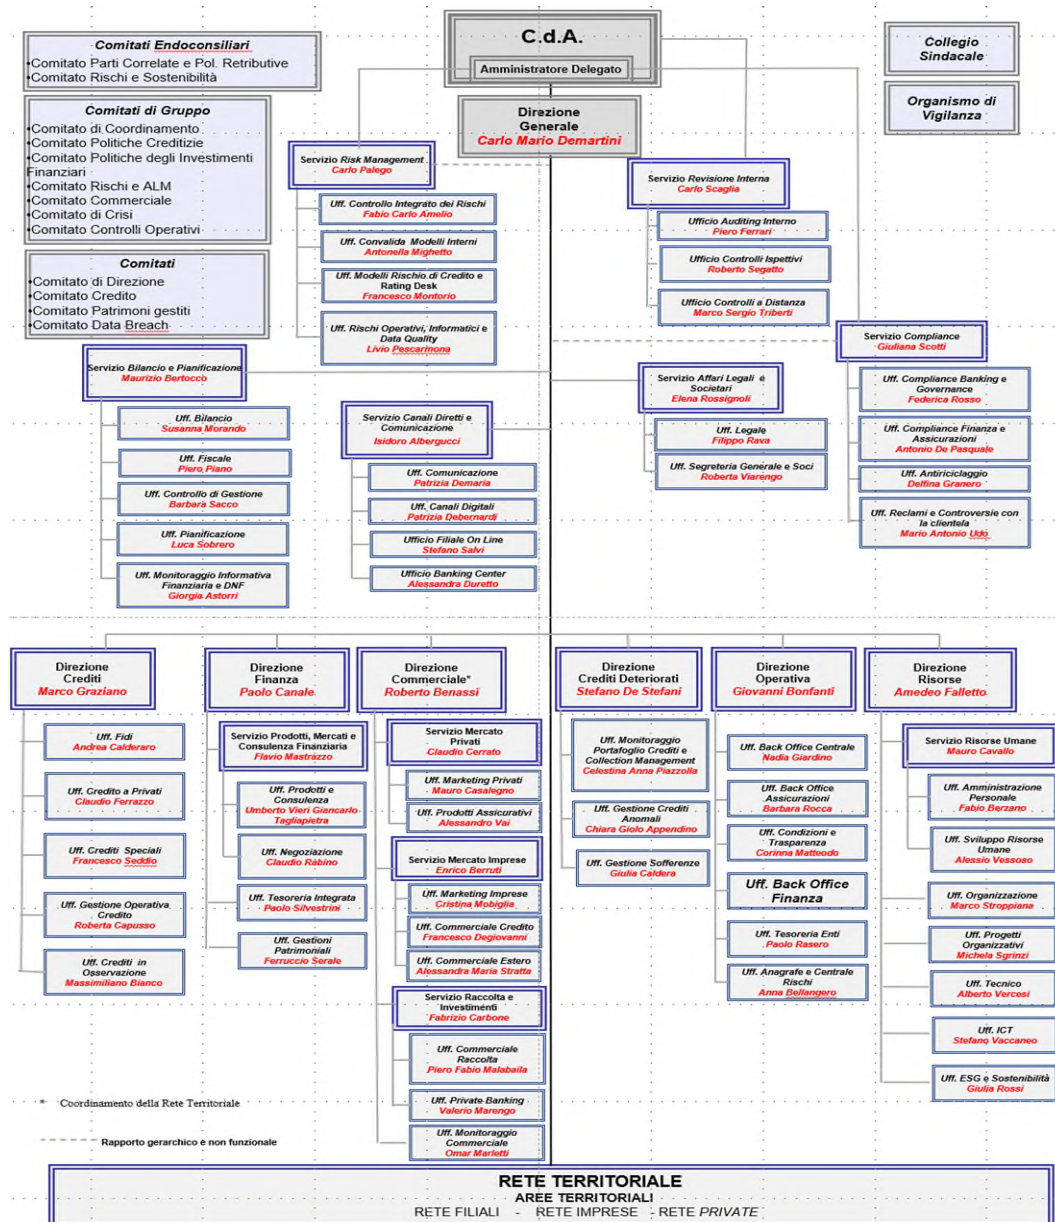 C.d.A.
Amministratore Delegato
Direzione
Generale
Carlo Mario Demartini
Comitati Endoconsiliari
•Comitato Parti Correlate e Pol. Retributive
•Comitato Rischi e Sostenibilità
Comitati di Gruppo
•Comitato di Coordinamento
•Comitato Politiche Creditizie
•Comitato Politiche degli Investimenti
Finanziari
•Comitato Rischi e ALM
•Comitato Commerciale
•Comitato di Crisi
•Comitato Controlli Operativi
Comitati
•Comitato di Direzione
•Comitato Credito
•Comitato Patrimoni gestiti
•Comitato Data Breach
Collegio
Sindacale
Organismo di
Vigilanza
Servizio Risk Management
Carlo Palego
Uff. Controllo Integrato dei Rischi
Fabio Carlo Amelio
Uff. Convalida Modelli Interni
Antonella Mighetto
Uff. Modelli Rischio di Credito e
Rating Desk
Francesco Montorio
Uff. Rischi Operativi, Informatici e
Data Quality
Livio Pescarmona
Servizio Revisione Interna
Carlo Scaglia
Ufficio Auditing Interno
Piero Ferrari
Ufficio Controlli Ispettivi
Roberto Segatto
Ufficio Controlli a Distanza
Marco Sergio Triberti
Servizio Compliance
Giuliana Scotti
Uff. Compliance Banking e
Governance
Federica Rosso
Uff. Compliance Finanza e
Assicurazioni
Antonio De Pasquale
Uff. Antiriciclaggio
Delfina Granero
Uff. Reclami e Controversie con
la clientela
Mario Antonio Udo
Servizio Bilancio e Pianificazione
Maurizio Bertocco
Uff. Bilancio
Susanna Morando
Uff. Fiscale
Piero Piano
Uff. Controllo di Gestione
Barbara Sacco
Uff. Pianificazione
Luca Sobrero
Uff. Monitoraggio Informativa
Finanziaria e DNF
Giorgia Astorri
Servizio Canali Diretti e
Comunicazione
Isidoro Albergucci
Uff. Comunicazione
Patrizia Demaria
Uff. Canali Digitali
Patrizia Debernardi
Ufficio Filiale On Line
Stefano Salvi
Ufficio Banking Center
Alessandra Duretto
Servizio Affari Legali e
Societari
Elena Rossignoli
Uff. Legale
Filippo Rava
Uff. Segreteria Generale e Soci
Roberta Viarengo
Direzione
Crediti
Marco Graziano
Uff. Fidi
Andrea Calderaro
Uff. Credito a Privati
Claudio Ferrazzo
Uff. Crediti Speciali
Francesco Seddio
Uff. Gestione Operativa
Credito
Roberta Capusso
Uff. Crediti in
Osservazione
Massimiliano Bianco
Direzione
Finanza
Paolo Canale
Servizio Prodotti, Mercati e
Consulenza Finanziaria
Flavio Mastrazzo
Uff. Prodotti e
Consulenza
Umberto Vieri Giancarlo
Tagliapietra
Uff. Negoziazione
Claudio Rabino
Uff. Tesoreria Integrata
Paolo Silvestrini
Uff. Gestioni
Patrimoniali
Ferruccio Serale
Direzione
Commerciale*
Roberto Benassi
Servizio Mercato
Privati
Claudio Cerrato
Uff. Marketing Privati
Mauro Casalegno
Uff. Prodotti Assicurativi
Alessandro Vai
Servizio Mercato Imprese
Enrico Berruti
Uff. Marketing Imprese
Cristina Mobiglia
Uff. Commerciale Credito
Francesco Degiovanni
Uff. Commerciale Estero
Alessandra Maria Stratta
Servizio Raccolta e
Investimenti
Fabrizio Carbone
Uff. Commerciale
Raccolta
Piero Fabio Malabaila
Uff. Private Banking
Valerio Marengo
Uff. Monitoraggio
Commerciale
Omar Marletti
Direzione
Crediti Deteriorati
Stefano De Stefani
Uff. Monitoraggio
Portafoglio Crediti e
Collection Management
Celestina Anna Piazzolla
Uff. Gestione Crediti
Anomali
Chiara Giolo Appendino
Uff. Gestione Sofferenze
Giulia Caldera
Direzione
Operativa
Giovanni Bonfanti
Uff. Back Office Centrale
Nadia Giardino
Uff. Back Office
Assicurazioni
Barbara Rocca
Uff. Condizioni e
Trasparenza
Corinna Matteodo
Uff. Back Office
Finanza
Uff. Tesoreria Enti
Paolo Rasero
Uff. Anagrafe e Centrale
Rischi
Anna Bellangero
Direzione
Risorse
Amedeo Falletto
Servizio Risorse Umane
Mauro Cavallo
Uff. Amministrazione
Personale
Fabio Berzano
Uff. Sviluppo Risorse
Umane
Alessio Vessoso
Uff. Organizzazione
Marco Stroppiana
Uff. Progetti
Organizzativi
Michela Sgrinzi
Uff. Tecnico
Alberto Vercesi
Uff. ICT
Stefano Vaccaneo
Uff. ESG e Sostenibilità
Giulia Rossi
* Coordinamento della Rete Territoriale
Rapporto gerarchico e non funzionale
RETE TERRITORIALE
AREE TERRITORIALI
RETE FILIALI - RETE IMPRESE - RETE PRIVATE